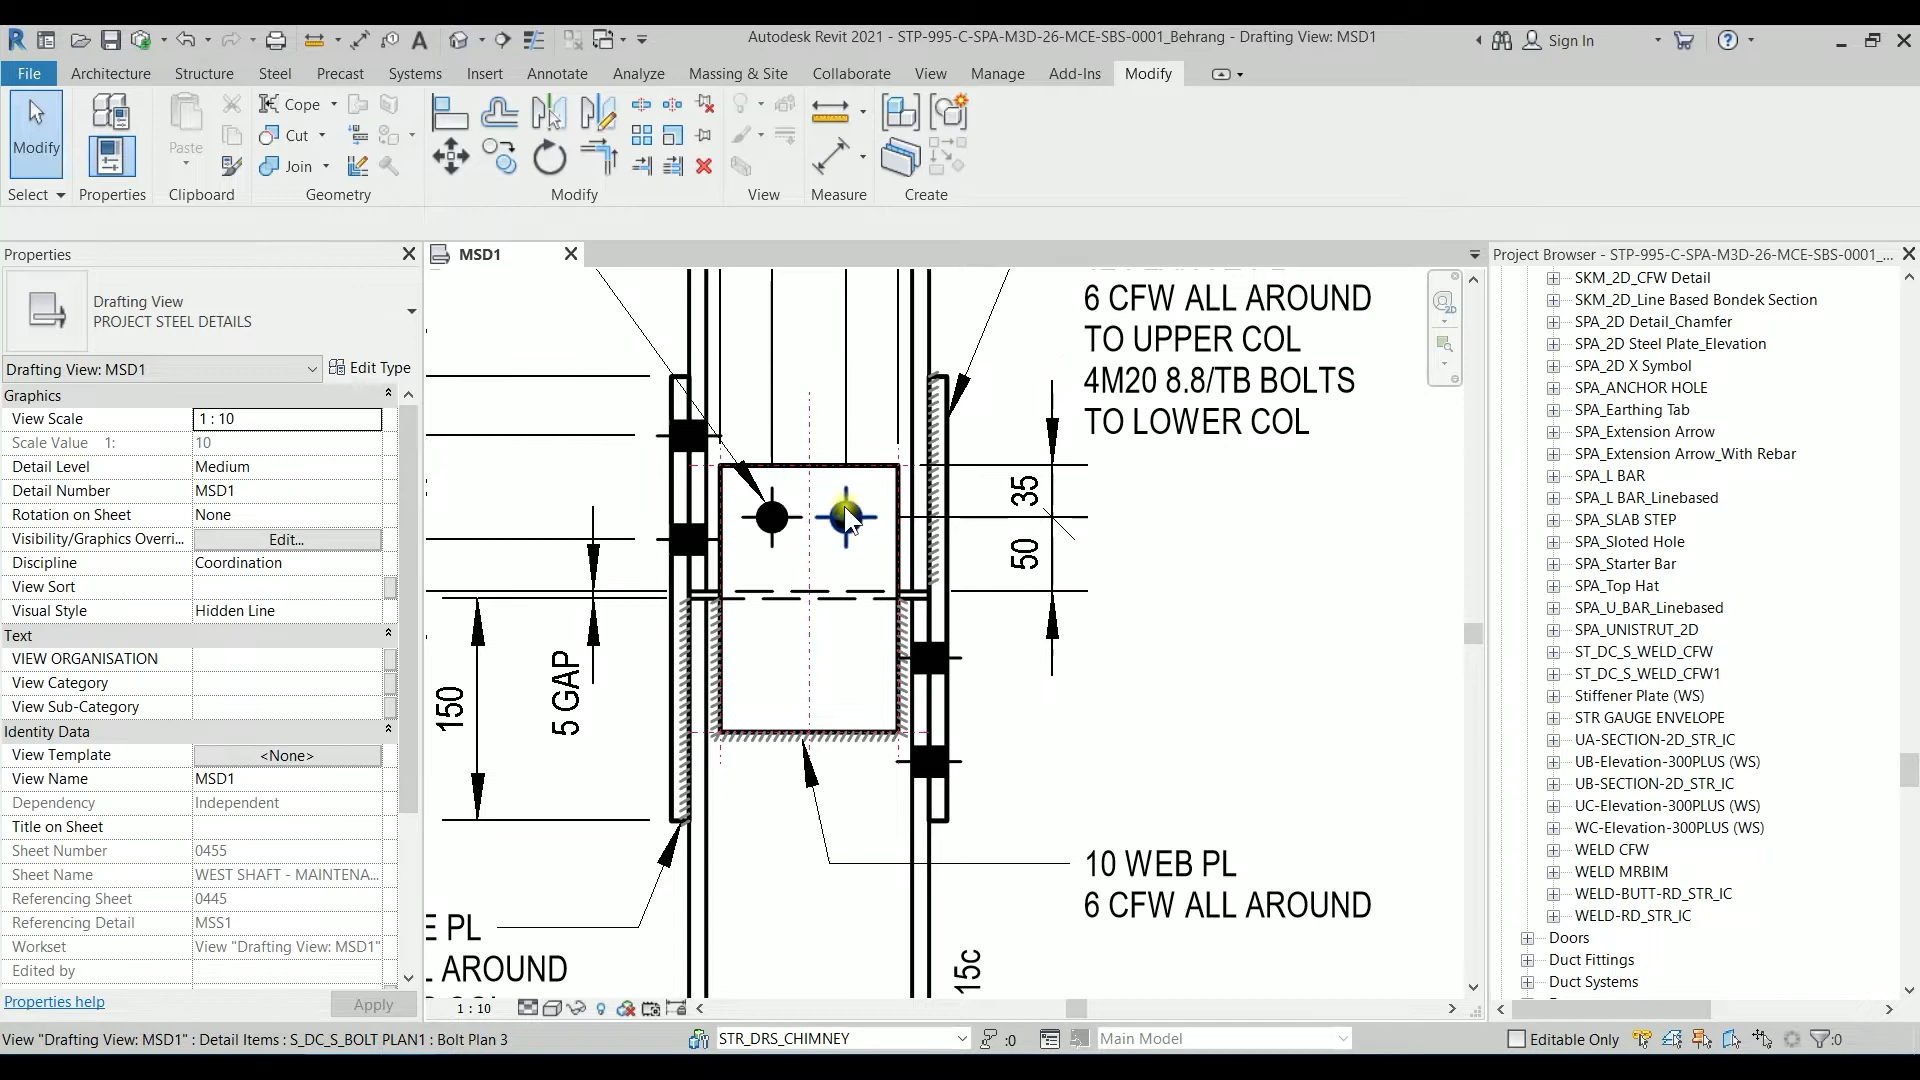 Autodesk Revit 2021 - STP-995-C-SPA-M3D-26-MCE-SBS-0001_Behrang - Drafting View: MSD1
Sign In
File
Architecture
Structure
Steel
Precast
Systems
Insert
Annotate
Analyze
Massing & Site
Collaborate
View
Manage
Add-Ins
Modify
Modify
Paste
Cope
Cut
Join
Select
Properties
Clipboard
Geometry
Modify
View
Measure
Create
Properties
Drafting View
PROJECT STEEL DETAILS
Drafting View: MSD1
Edit Type
Graphics
View Scale 1 : 10
Scale Value 1: 10
Detail Level Medium
Detail Number MSD1
Rotation on Sheet None
Visibility/Graphics Overri... Edit...
Discipline Coordination
View Sort
Visual Style Hidden Line
Text
VIEW ORGANISATION
View Category
View Sub-Category
Identity Data
View Template <None>
View Name MSD1
Dependency Independent
Title on Sheet
Sheet Number 0455
Sheet Name WEST SHAFT - MAINTENA...
Referencing Sheet 0445
Referencing Detail MSS1
Workset View "Drafting View: MSD1"
Edited by
Properties help
Apply
MSD1
6 CFW ALL AROUND
TO UPPER COL
4M20 8.8/TB BOLTS
TO LOWER COL
35
50
150
5 GAP
10 WEB PL
6 CFW ALL AROUND
E PL
L AROUND
15c
2D
1 : 10
Project Browser - STP-995-C-SPA-M3D-26-MCE-SBS-0001_...
SKM_2D_CFW Detail
SKM_2D_Line Based Bondek Section
SPA_2D Detail_Chamfer
SPA_2D Steel Plate_Elevation
SPA_2D X Symbol
SPA_ANCHOR HOLE
SPA_Earthing Tab
SPA_Extension Arrow
SPA_Extension Arrow_With Rebar
SPA_L BAR
SPA_L BAR_Linebased
SPA_SLAB STEP
SPA_Sloted Hole
SPA_Starter Bar
SPA_Top Hat
SPA_U_BAR_Linebased
SPA_UNISTRUT_2D
ST_DC_S_WELD_CFW
ST_DC_S_WELD_CFW1
Stiffener Plate (WS)
STR GAUGE ENVELOPE
UA-SECTION-2D_STR_IC
UB-Elevation-300PLUS (WS)
UB-SECTION-2D_STR_IC
UC-Elevation-300PLUS (WS)
WC-Elevation-300PLUS (WS)
WELD CFW
WELD MRBIM
WELD-BUTT-RD_STR_IC
WELD-RD_STR_IC
Doors
Duct Fittings
Duct Systems
View "Drafting View: MSD1" : Detail Items : S_DC_S_BOLT PLAN1 : Bolt Plan 3
STR_DRS_CHIMNEY
:0
Main Model
Editable Only
:0